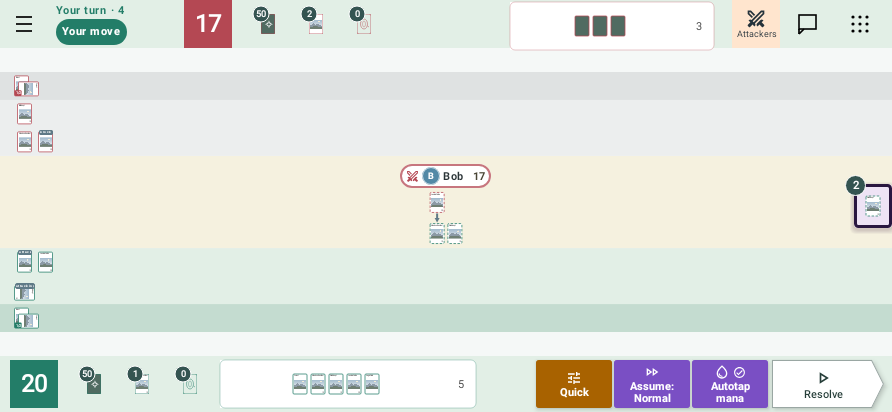 Your turn · 4
Your move
17
50
2
0
3
Attackers
B Bob 17
2
20
50
1
0
5
Quick
Assume:
Normal
Autotap
mana
Resolve